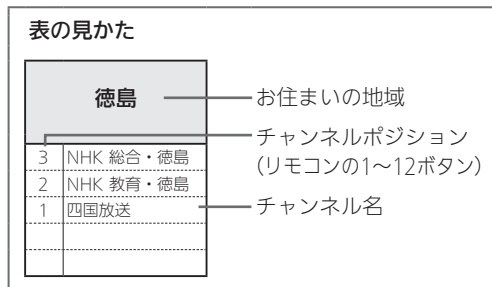 表の見かた
徳島
お住まいの地域
チャンネルポジション
（リモコンの1～12ボタン）
3 NHK 総合・徳島
2 NHK 教育・徳島
1 四国放送
チャンネル名